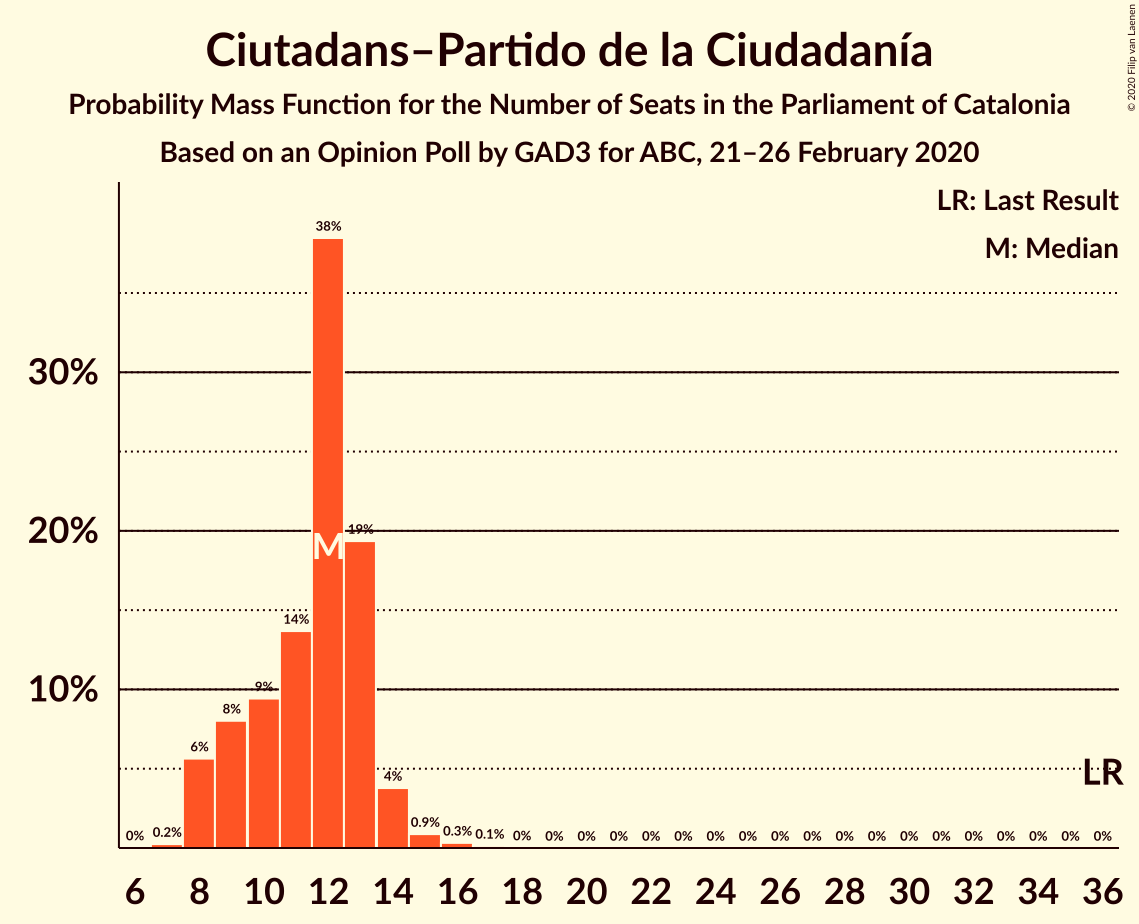 Ciutadans–Partido de la Ciudadanía
Probability Mass Function for the Number of Seats in the Parliament of Catalonia
Based on an Opinion Poll by GAD3 for ABC, 21–26 February 2020
© 2020 Filip van Laenen
LR: Last Result
M: Median
30%
20%
10%
0% 0.2% 6% 8% 9% 14% 38% 19% 4% 0.9% 0.3% 0.1% 0% 0% 0% 0% 0% 0% 0% 0% 0% 0% 0% 0% 0% 0% 0% 0% 0% 0% 0%
M
LR
6 8 10 12 14 16 18 20 22 24 26 28 30 32 34 36